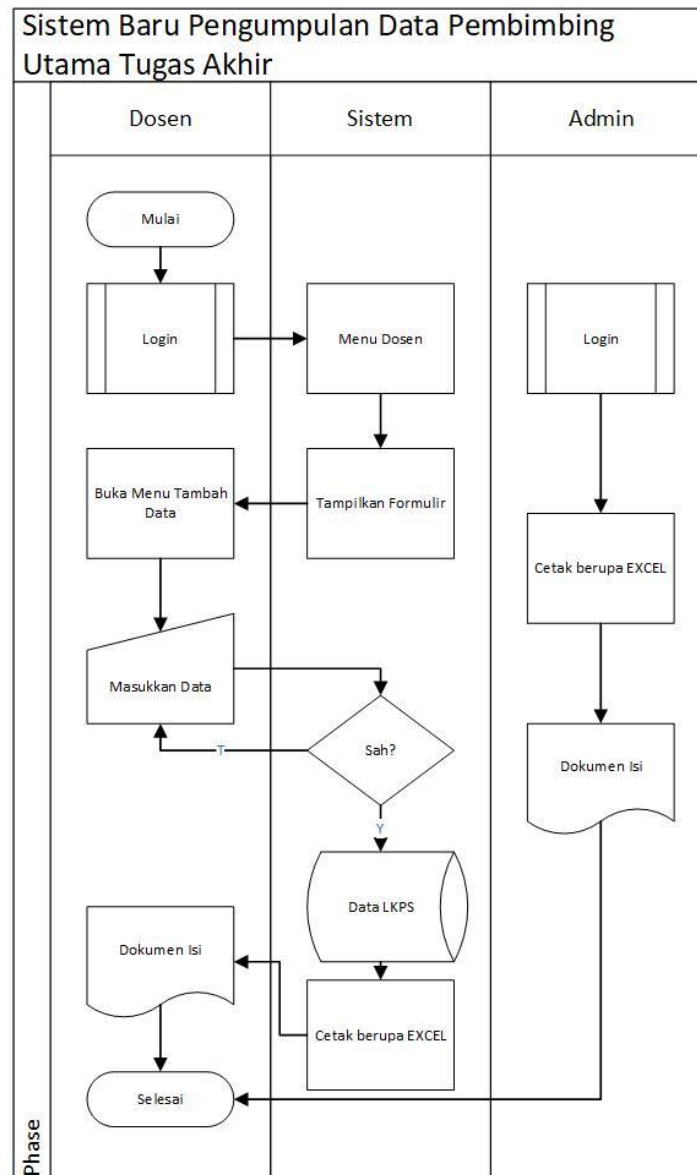 Sistem Baru Pengumpulan Data Pembimbing
Utama Tugas Akhir
Dosen
Sistem
Admin
Mulai
Login
Menu Dosen
Login
Buka Menu Tambah
Data
Tampilkan Formulir
Cetak berupa EXCEL
Masukkan Data
T
Sah?
Dokumen Isi
Y
Data LKPS
Dokumen Isi
Cetak berupa EXCEL
Selesai
Phase